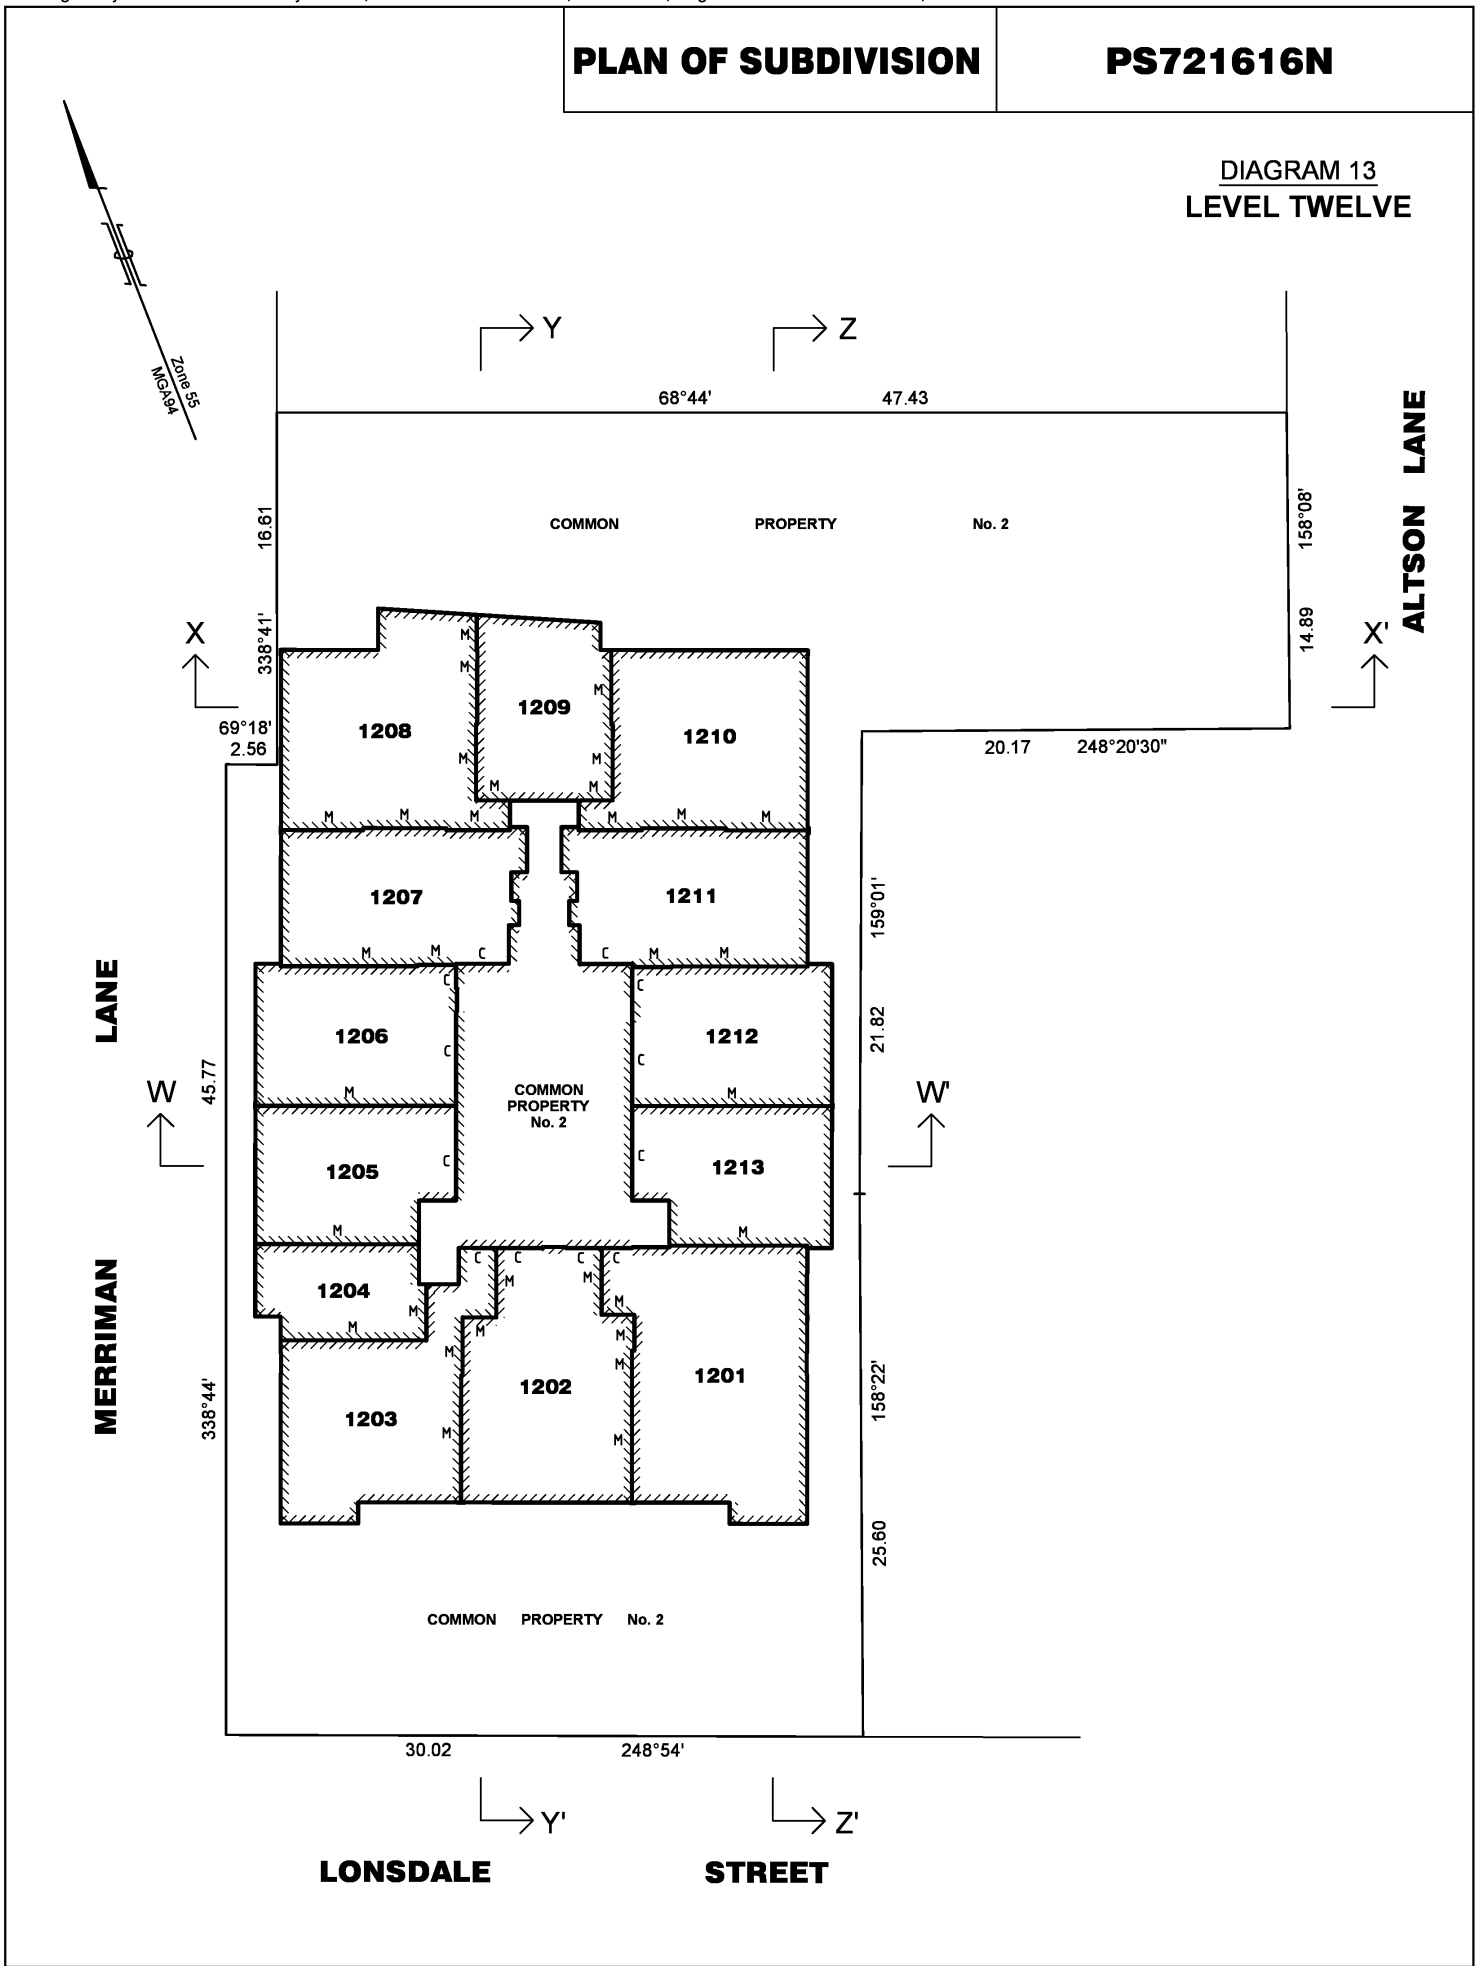 PLAN OF SUBDIVISION
PS721616N
DIAGRAM 13
LEVEL TWELVE
Zone 55
MGA94
Y
Z
68°44'
47.43
ALTSON LANE
16.61
338°41'
COMMON PROPERTY No. 2
158°08'
14.89
X
X'
M
M
M
1208
1209
1210
69°18'
2.56
20.17
248°20'30"
M
M
M
M
M
M
M
M
M
M
M
1207
1211
159°01'
M
M
C
C
M
M
LANE
C
C
1206
1212
21.82
C
C
M
M
45.77
W
W'
COMMON
PROPERTY
No. 2
C
C
1205
1213
M
M
MERRIMAN
C
C
C
C
M
M
1204
M
M
M
M
M
M
M
1201
1202
1203
M
M
338°44'
158°22'
25.60
COMMON PROPERTY No. 2
30.02
248°54'
Y'
Z'
LONSDALE STREET